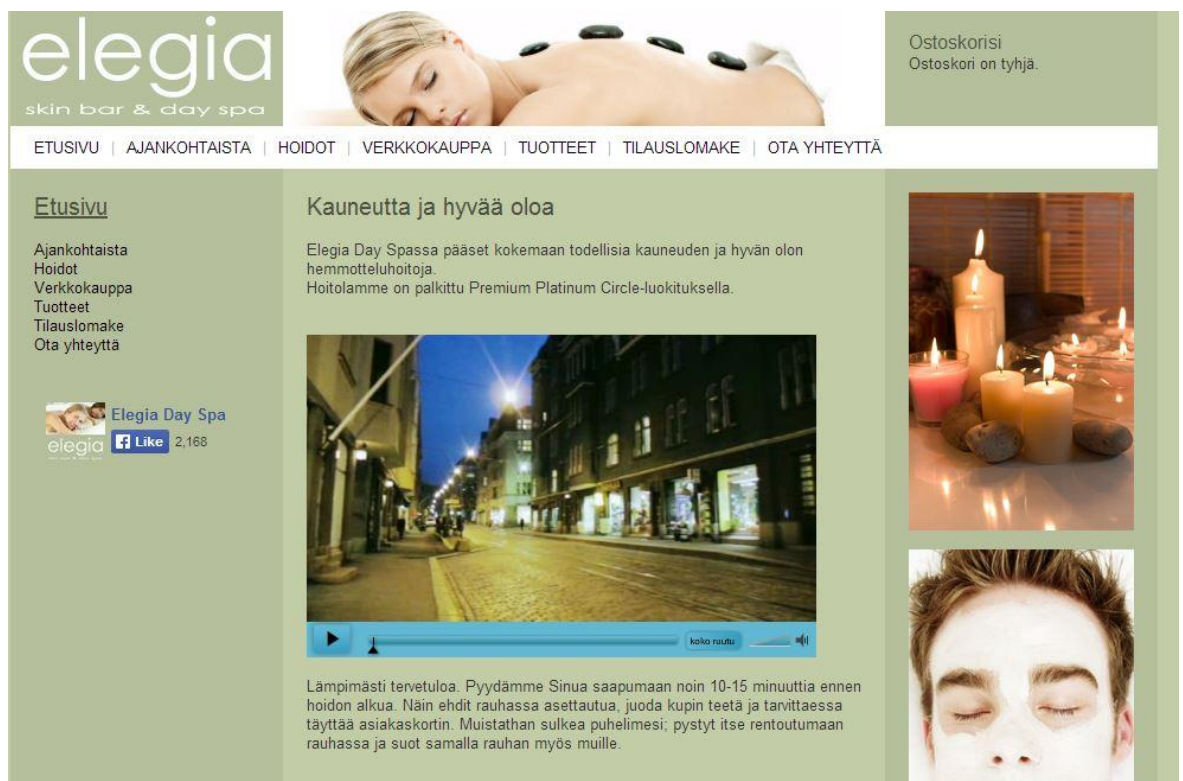 elegia
skin bar & day spa
Ostoskorisi
Ostoskori on tyhjä.
ETUSIVU | AJANKOHTAISTA | HOIDOT | VERKKOKAUPPA | TUOTTEET | TILAUSLOMAKE | OTA YHTEYTTÄ
Etusivu
Ajankohtaista
Hoidot
Verkkokauppa
Tuotteet
Tilauslomake
Ota yhteyttä
elegia
Elegia Day Spa
Like 2,168
Kauneutta ja hyvää oloa
Elegia Day Spassa pääset kokemaan todellisia kauneuden ja hyvän olon
hemmotteluhoitoja.
Hoitolamme on palkittu Premium Platinum Circle-luokituksella.
koko ruutu
Lämpimästi tervetuloa. Pyydämme Sinua saapumaan noin 10-15 minuuttia ennen
hoidon alkua. Näin ehdit rauhassa asettautua, juoda kupin teetä ja tarvittaessa
täyttää asiakaskortin. Muistathan sulkea puhelimesi; pystyt itse rentoutumaan
rauhassa ja suot samalla rauhan myös muille.